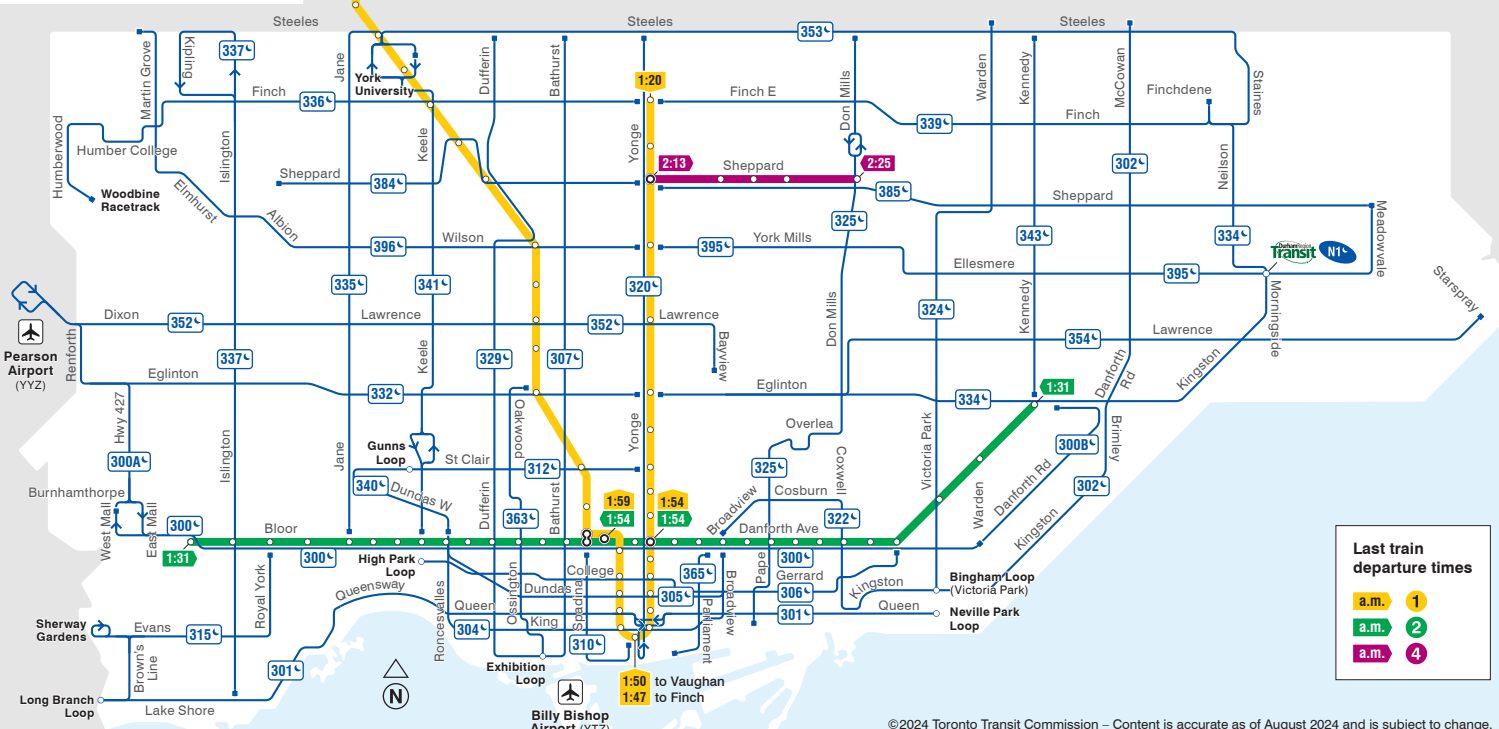 Steeles
Steeles
353
Steeles
337
Kipling
Martin Grove
Jane
York
University
Dufferin
Bathurst
1:20
Don Mills
Warden
Kennedy
McCowan
Finchdene
Staines
Finch
336
Finch E
339
Finch
Humberwood
Humber College
Islington
Keele
Yonge
2:13
Sheppard
2:25
302
Neilson
Woodbine
Racetrack
Elmhurst
Sheppard
384
385
Sheppard
Meadowvale
Albion
396
Wilson
395
York Mills
325
343
334
DurhamRegion
Transit
N1
Ellesmere
395
Starspray
335
341
320
Don Mills
324
Kennedy
Morningside
Dixon
352
Lawrence
352
Lawrence
354
Lawrence
Pearson
Airport
(YYZ)
Renforth
337
Keele
329
307
Bayview
Danforth
Rd
Kingston
Eglinton
332
Eglinton
334
1:31
Hwy 427
Islington
Jane
Oakwood
Yonge
Overlea
Coxwell
Victoria Park
300B
Brimley
Gunns
Loop
St Clair
312
325
300A
340
Dundas W
Dufferin
Bathurst
Burnhamthorpe
West Mall
East Mall
300
Bloor
363
1:59
1:54
1:54
1:54
Broadview
Cosburn
322
Danforth Ave
Warden
Danforth Rd
302
Kingston
1:31
300
High Park
Loop
College
365
Pape
300
Gerrard
Kingston
Bingham Loop
(Victoria Park)
Royal York
Queensway
Roncesvalles
Ossington
Dundas
Spadina
305
Parliament
Broadview
306
Queen
301
Queen
Neville Park
Loop
Sherway
Gardens
Evans
315
304
King
310
Brown's
Line
301
Exhibition
Loop
Long Branch
Loop
Lake Shore
N
1:50 to Vaughan
1:47 to Finch
Billy Bishop
Airport (YTZ)
Last train
departure times
a.m. 1
a.m. 2
a.m. 4
©2024 Toronto Transit Commission – Content is accurate as of August 2024 and is subject to change.